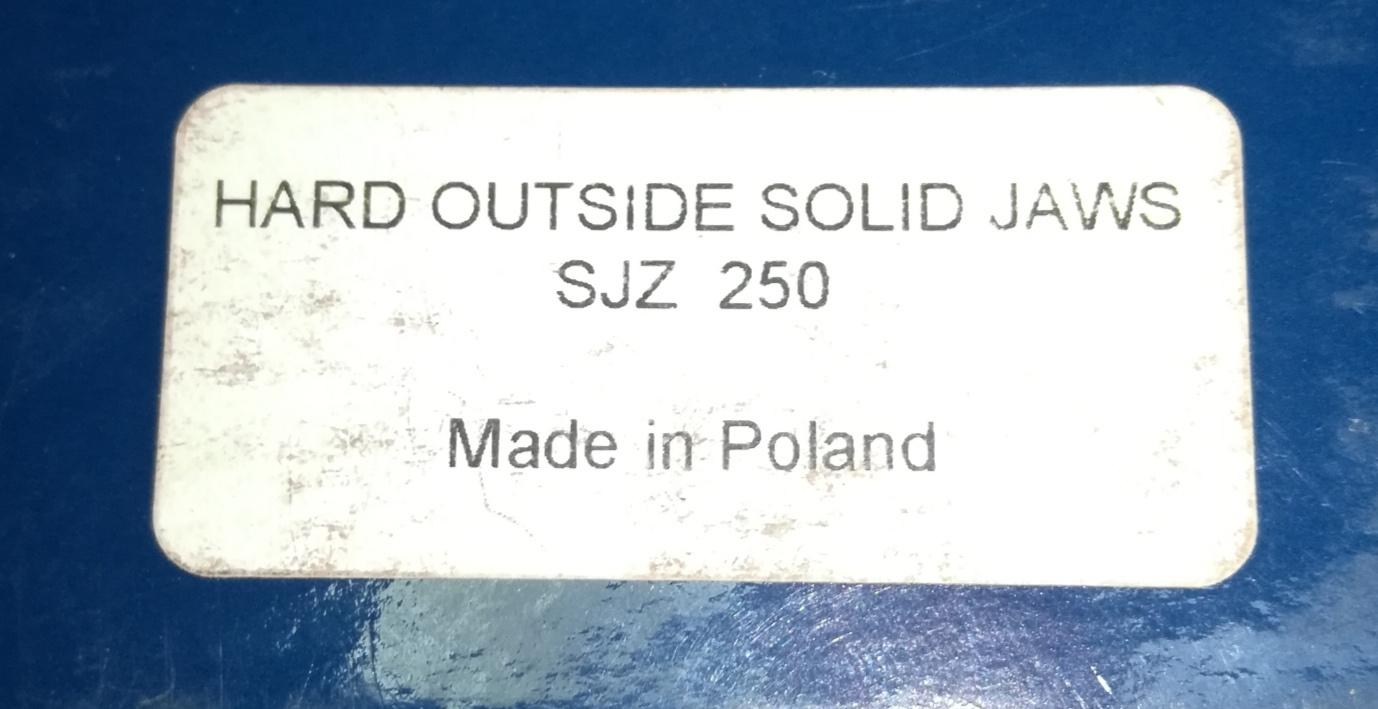 HARD OUTSIDE SOLID JAWS
SJZ 250
Made in Poland